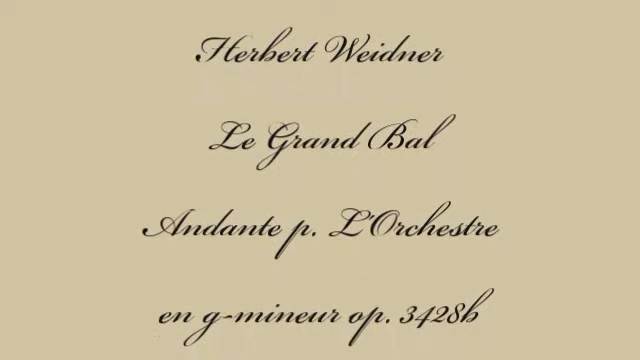 Herbert Weidner
Le Grand Bal
Andante p. L'Orchestre
en g-mineur op. 3428b